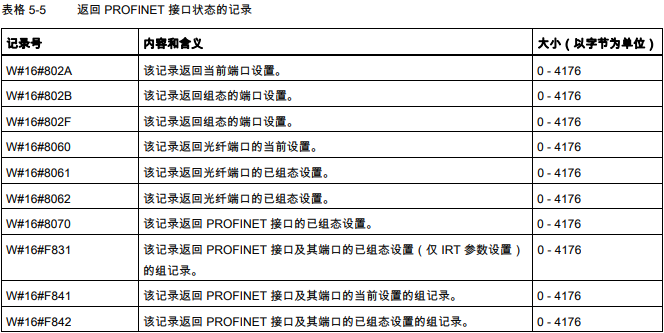 表格 5-5 返回 PROFINET 接口状态的记录
记录号 内容和含义 大小（以字节为单位）
W#16#802A 该记录返回当前端口设置。 0 - 4176
W#16#802B 该记录返回组态的端口设置。 0 - 4176
W#16#802F 该记录返回组态的端口设置。 0 - 4176
W#16#8060 该记录返回光纤端口的当前设置。 0 - 4176
W#16#8061 该记录返回光纤端口的已组态设置。 0 - 4176
W#16#8062 该记录返回光纤端口的已组态设置。 0 - 4176
W#16#8070 该记录返回 PROFINET 接口的已组态设置。 0 - 4176
W#16#F831 该记录返回 PROFINET 接口及其端口的已组态设置（仅 IRT 参数设置） 0 - 4176
的组记录。
W#16#F841 该记录返回 PROFINET 接口及其端口的当前设置的组记录。 0 - 4176
W#16#F842 该记录返回 PROFINET 接口及其端口的已组态设置的组记录。 0 - 4176